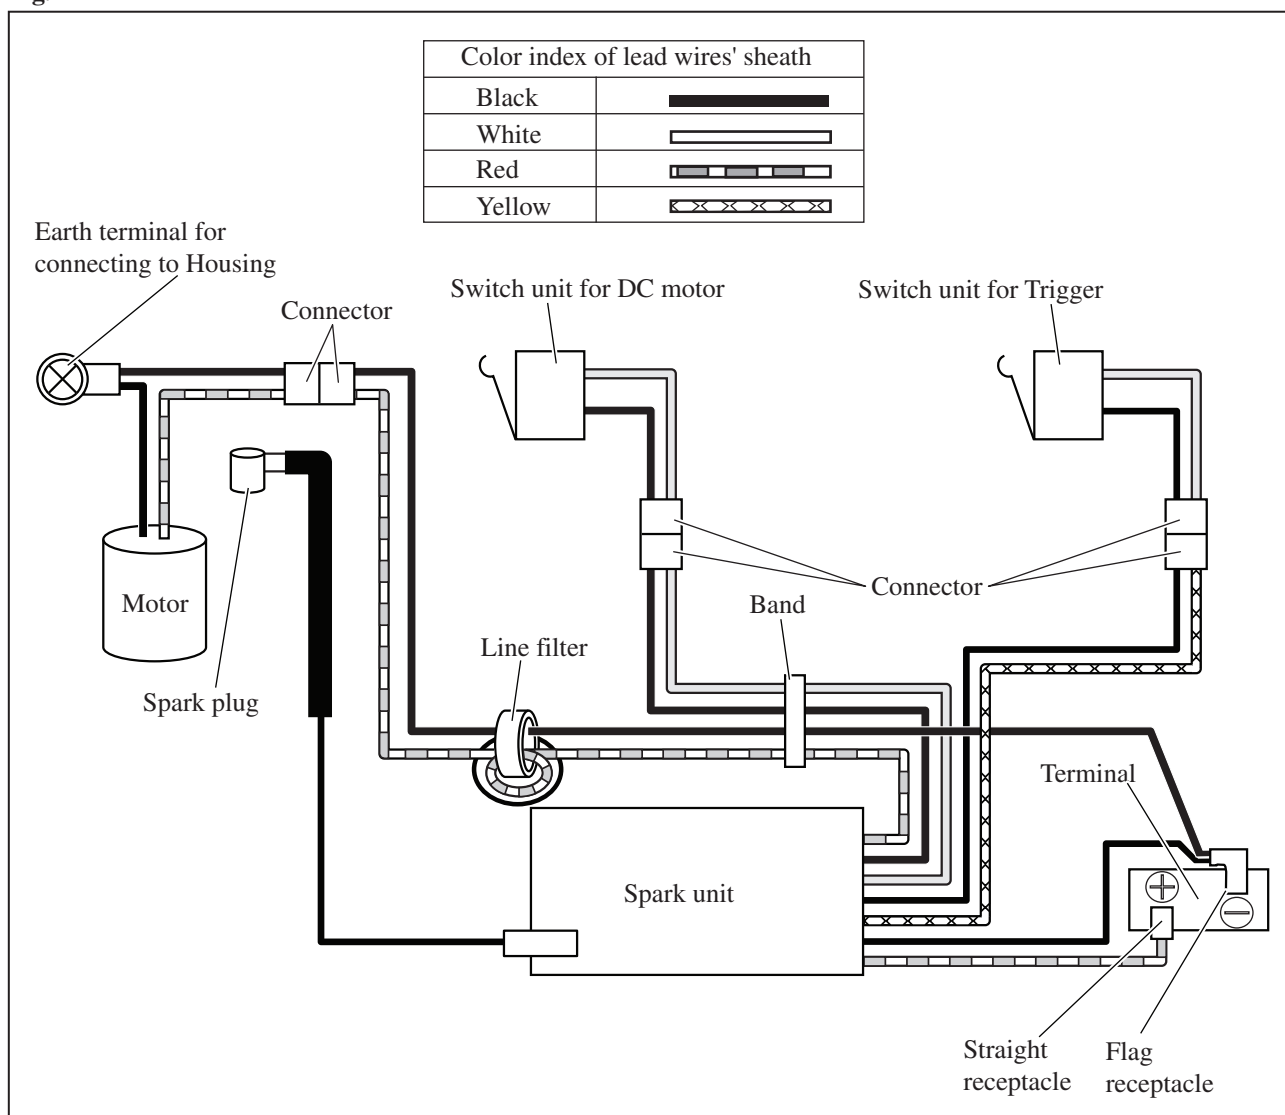 Color index of lead wires' sheath
Black
White
Red
Yellow
Earth terminal for
connecting to Housing
Connector
Switch unit for DC motor
Switch unit for Trigger
Motor
Spark plug
Line filter
Band
Connector
Terminal
Spark unit
+
−
Straight
receptacle
Flag
receptacle